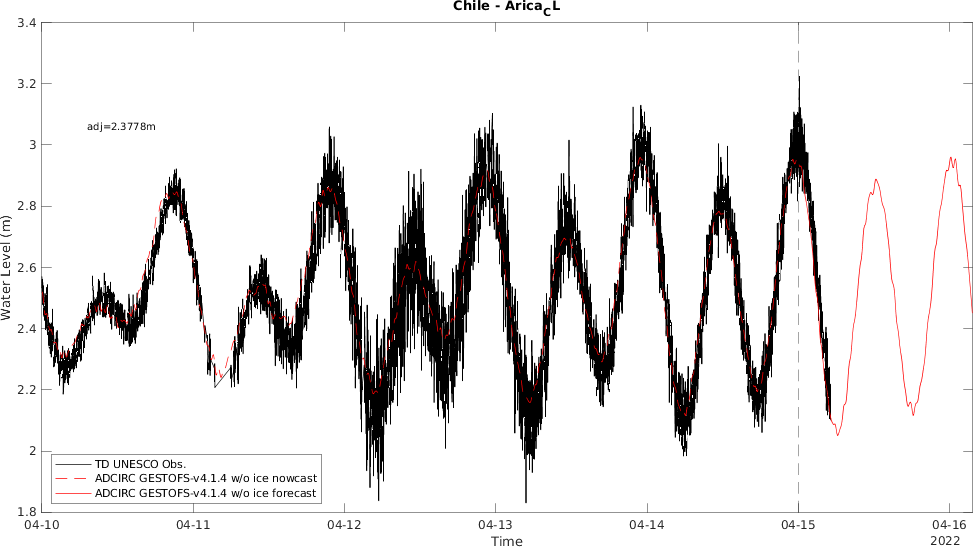 Chile - Arica_CL
3.4
3.2
3
2.8
2.6
2.4
2.2
2
1.8
Water Level (m)
adj=2.3778m
TD UNESCO Obs.
ADCIRC GESTOFS-v4.1.4 w/o ice nowcast
ADCIRC GESTOFS-v4.1.4 w/o ice forecast
04-10 04-11 04-12 04-13 04-14 04-15 04-16
Time 2022